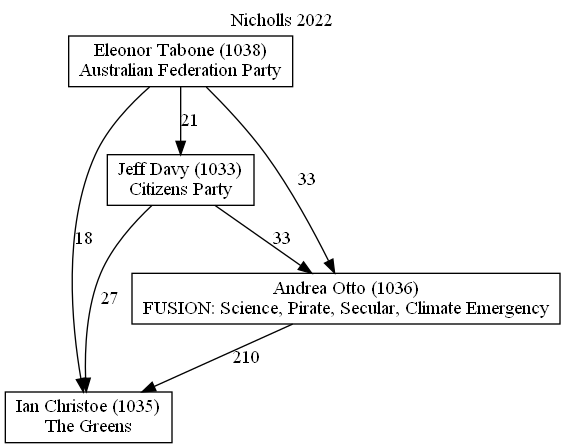 Nicholls 2022
Eleonor Tabone (1038)
Australian Federation Party
21
Jeff Davy (1033)
Citizens Party
33
18
33
27
Andrea Otto (1036)
FUSION: Science, Pirate, Secular, Climate Emergency
210
Ian Christoe (1035)
The Greens